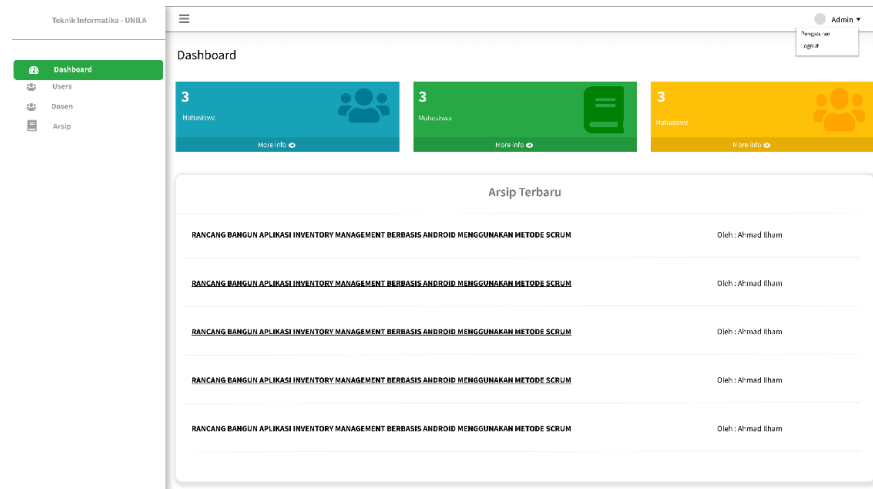 Teknik Informatika - UNILA
Admin
Pengaturan
Logout
Dashboard
Dashboard
Users
Dosen
Arsip
3
Mahasiswa
More info
3
Mahasiswa
More info
3
Mahasiswa
More info
Arsip Terbaru
RANCANG BANGUN APLIKASI INVENTORY MANAGEMENT BERBASIS ANDROID MENGGUNAKAN METODE SCRUM Oleh : Ahmad Ilham
RANCANG BANGUN APLIKASI INVENTORY MANAGEMENT BERBASIS ANDROID MENGGUNAKAN METODE SCRUM Oleh : Ahmad Ilham
RANCANG BANGUN APLIKASI INVENTORY MANAGEMENT BERBASIS ANDROID MENGGUNAKAN METODE SCRUM Oleh : Ahmad Ilham
RANCANG BANGUN APLIKASI INVENTORY MANAGEMENT BERBASIS ANDROID MENGGUNAKAN METODE SCRUM Oleh : Ahmad Ilham
RANCANG BANGUN APLIKASI INVENTORY MANAGEMENT BERBASIS ANDROID MENGGUNAKAN METODE SCRUM Oleh : Ahmad Ilham